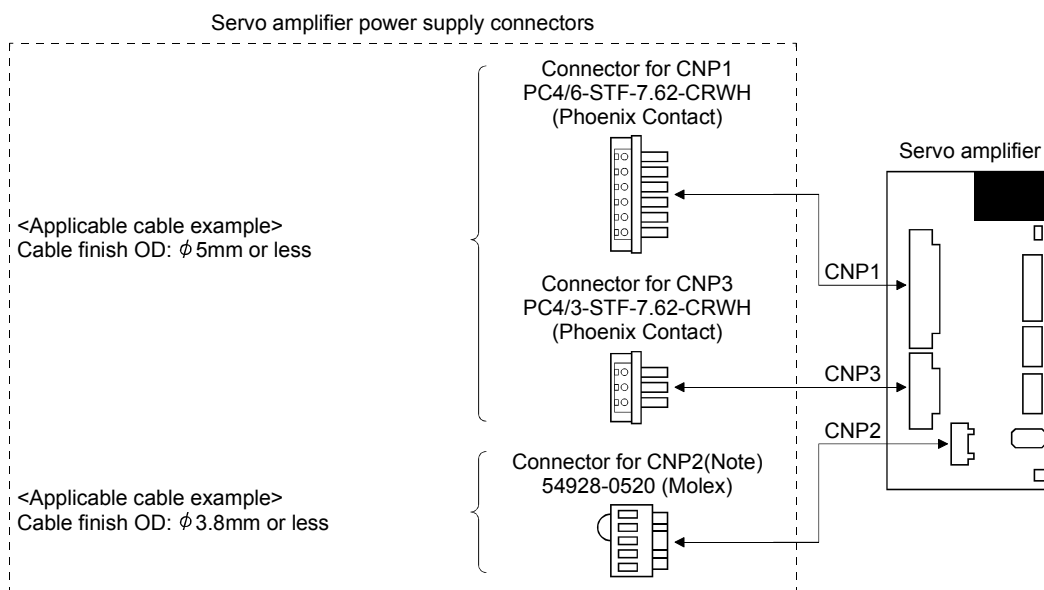 Servo amplifier power supply connectors
Connector for CNP1
PC4/6-STF-7.62-CRWH
(Phoenix Contact)
Servo amplifier
<Applicable cable example>
Cable finish OD: φ5mm or less
CNP1
Connector for CNP3
PC4/3-STF-7.62-CRWH
(Phoenix Contact)
CNP3
CNP2
Connector for CNP2(Note)
54928-0520 (Molex)
<Applicable cable example>
Cable finish OD: φ3.8mm or less